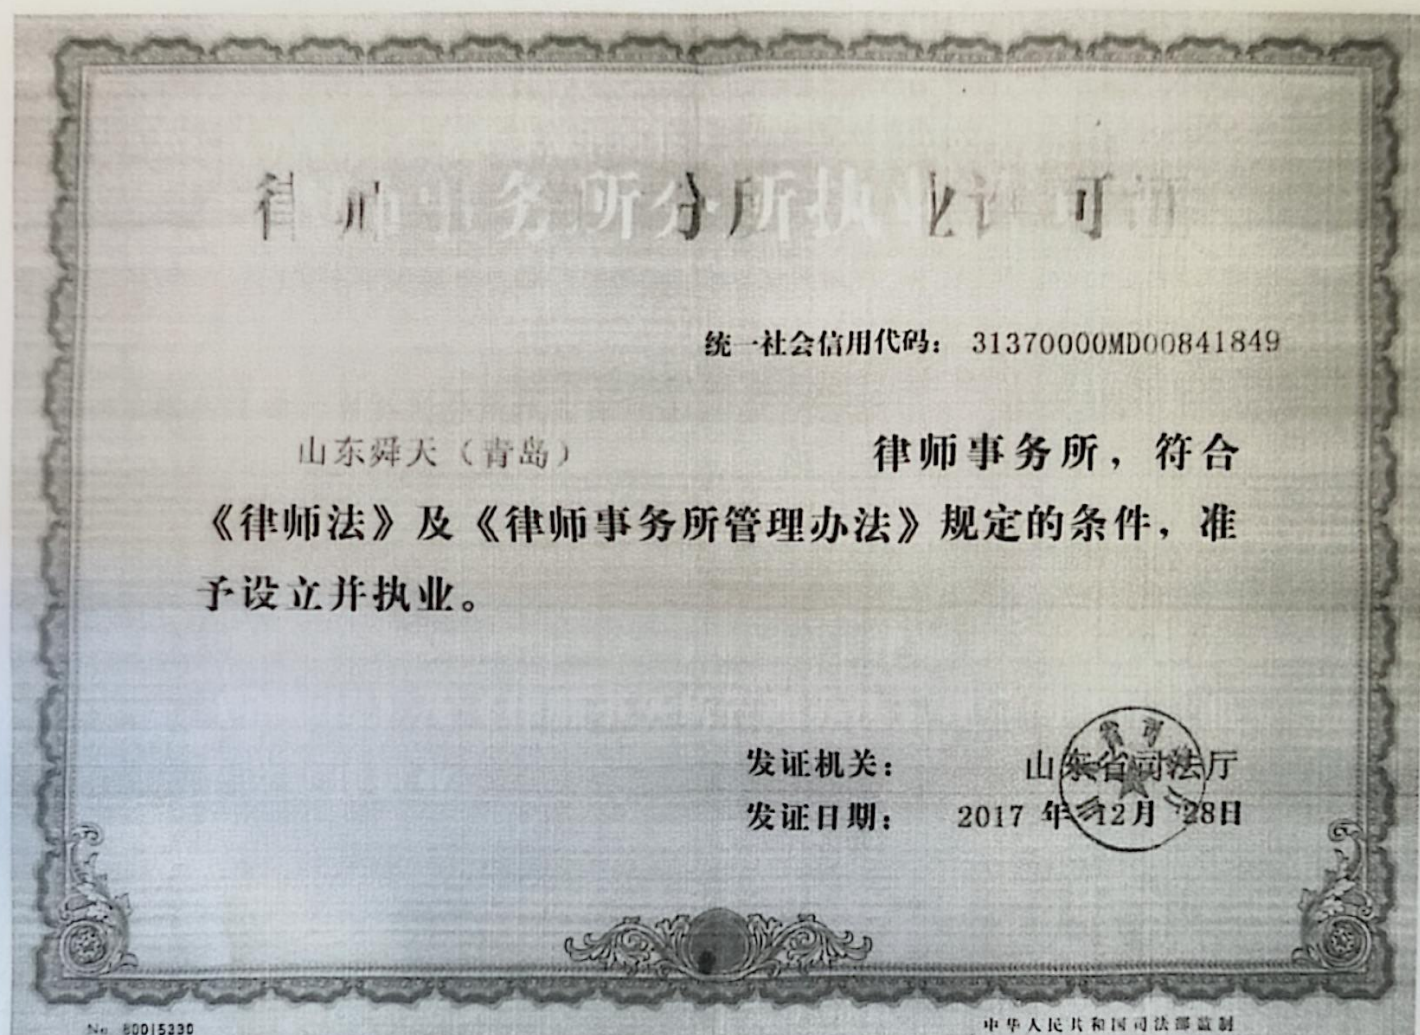 律师事务所分所执业许可证
统一社会信用代码： 31370000MD00841849
山东舜天（青岛） 律师事务所，符合
《律师法》及《律师事务所管理办法》规定的条件，准
予设立并执业。
发证机关： 山东省司法厅
发证日期： 2017 年 12月 28日
No. 80015330
中华人民共和国司法部监制